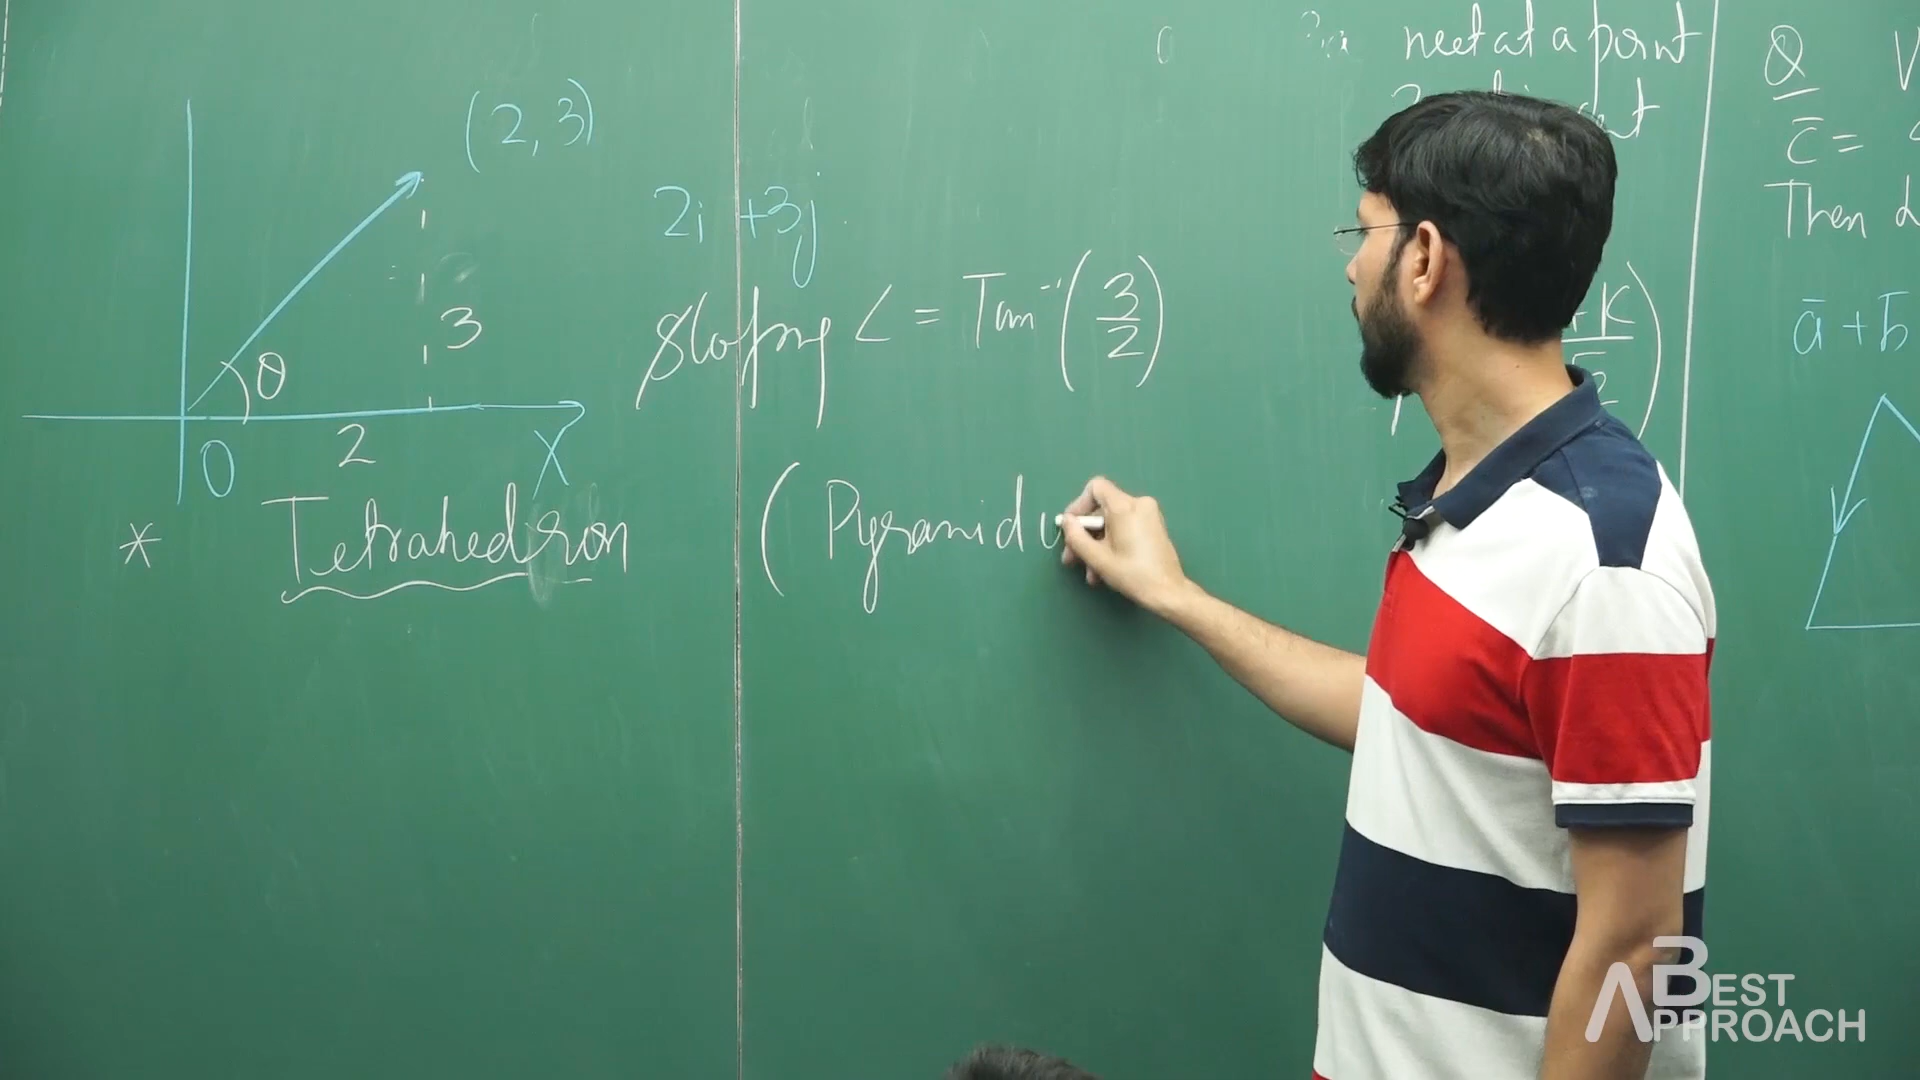 (2, 3)
2i + 3j
Sloping ∠ = Tan⁻¹ (3/2)
3
θ
O
2
X
* Tetrahedron (Pyramid
meet at a point
+K
2
Q
c̄ =
Then
ā + b̄
BEST
APPROACH